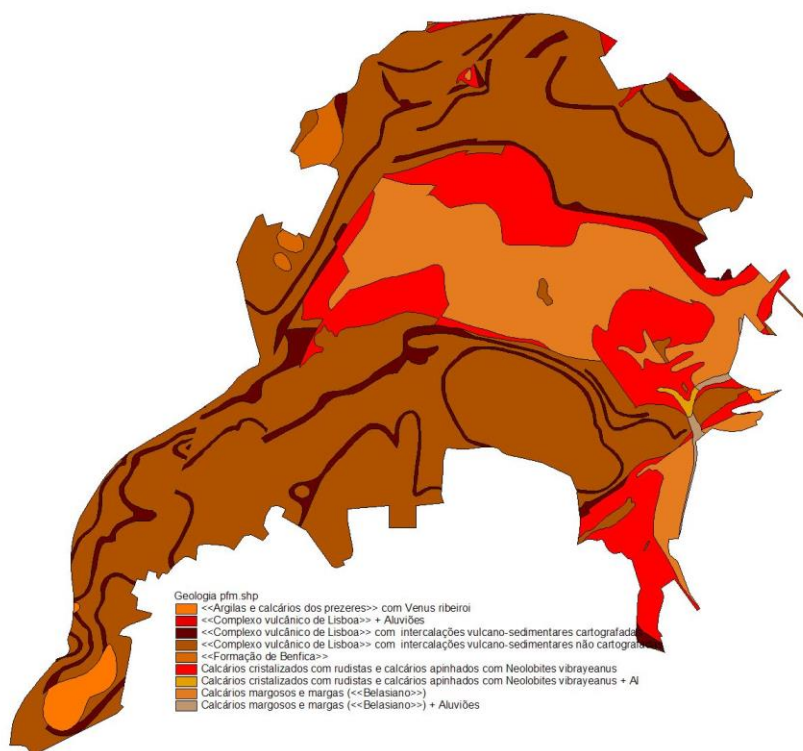 Geologia pfm.shp
<<Argilas e calcários dos prezeres>> com Venus ribeiroi
<<Complexo vulcânico de Lisboa>> + Aluviões
<<Complexo vulcânico de Lisboa>> com intercalações vulcano-sedimentares cartografada
<<Complexo vulcânico de Lisboa>> com intercalações vulcano-sedimentares não cartografa
<<Formação de Benfica>>
Calcários cristalizados com rudistas e calcários apinhados com Neolobites vibrayeanus
Calcários cristalizados com rudistas e calcários apinhados com Neolobites vibrayeanus + Al
Calcários margosos e margas (<<Belasiano>>)
Calcários margosos e margas (<<Belasiano>>) + Aluviões